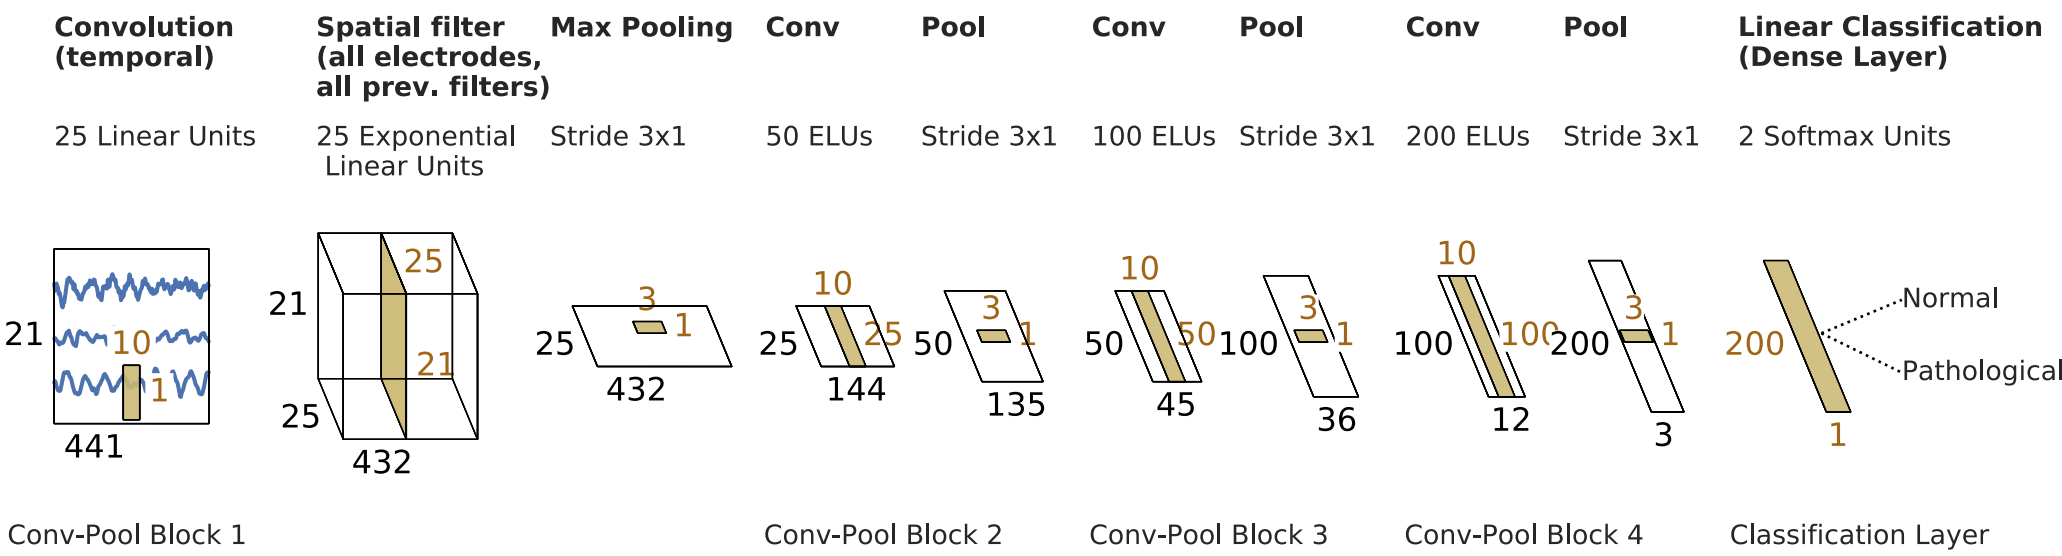 Convolution
(temporal)
Spatial filter
(all electrodes,
all prev. filters)
Max Pooling
Conv
Pool
Conv
Pool
Conv
Pool
Linear Classification
(Dense Layer)
25 Linear Units
25 Exponential
Linear Units
Stride 3x1
50 ELUs
Stride 3x1
100 ELUs
Stride 3x1
200 ELUs
Stride 3x1
2 Softmax Units
21
10
1
441
21
25
21
25
432
3
1
25
432
10
25
25
144
3
1
50
135
10
50
50
45
3
1
100
36
10
100
100
12
3
1
200
3
200
1
Normal
Pathological
Conv-Pool Block 1
Conv-Pool Block 2
Conv-Pool Block 3
Conv-Pool Block 4
Classification Layer